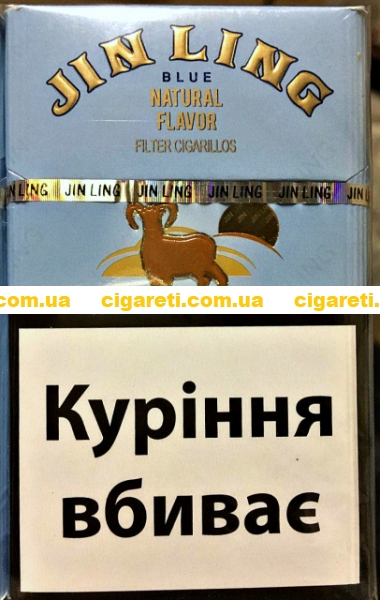 JIN LING
BLUE
NATURAL
FLAVOR
FILTER CIGARILLOS
JIN LING JIN LING JIN LING JIN LING JIN LING JIN
.com.ua cigareti.com.ua cigareti.
Куріння
вбиває